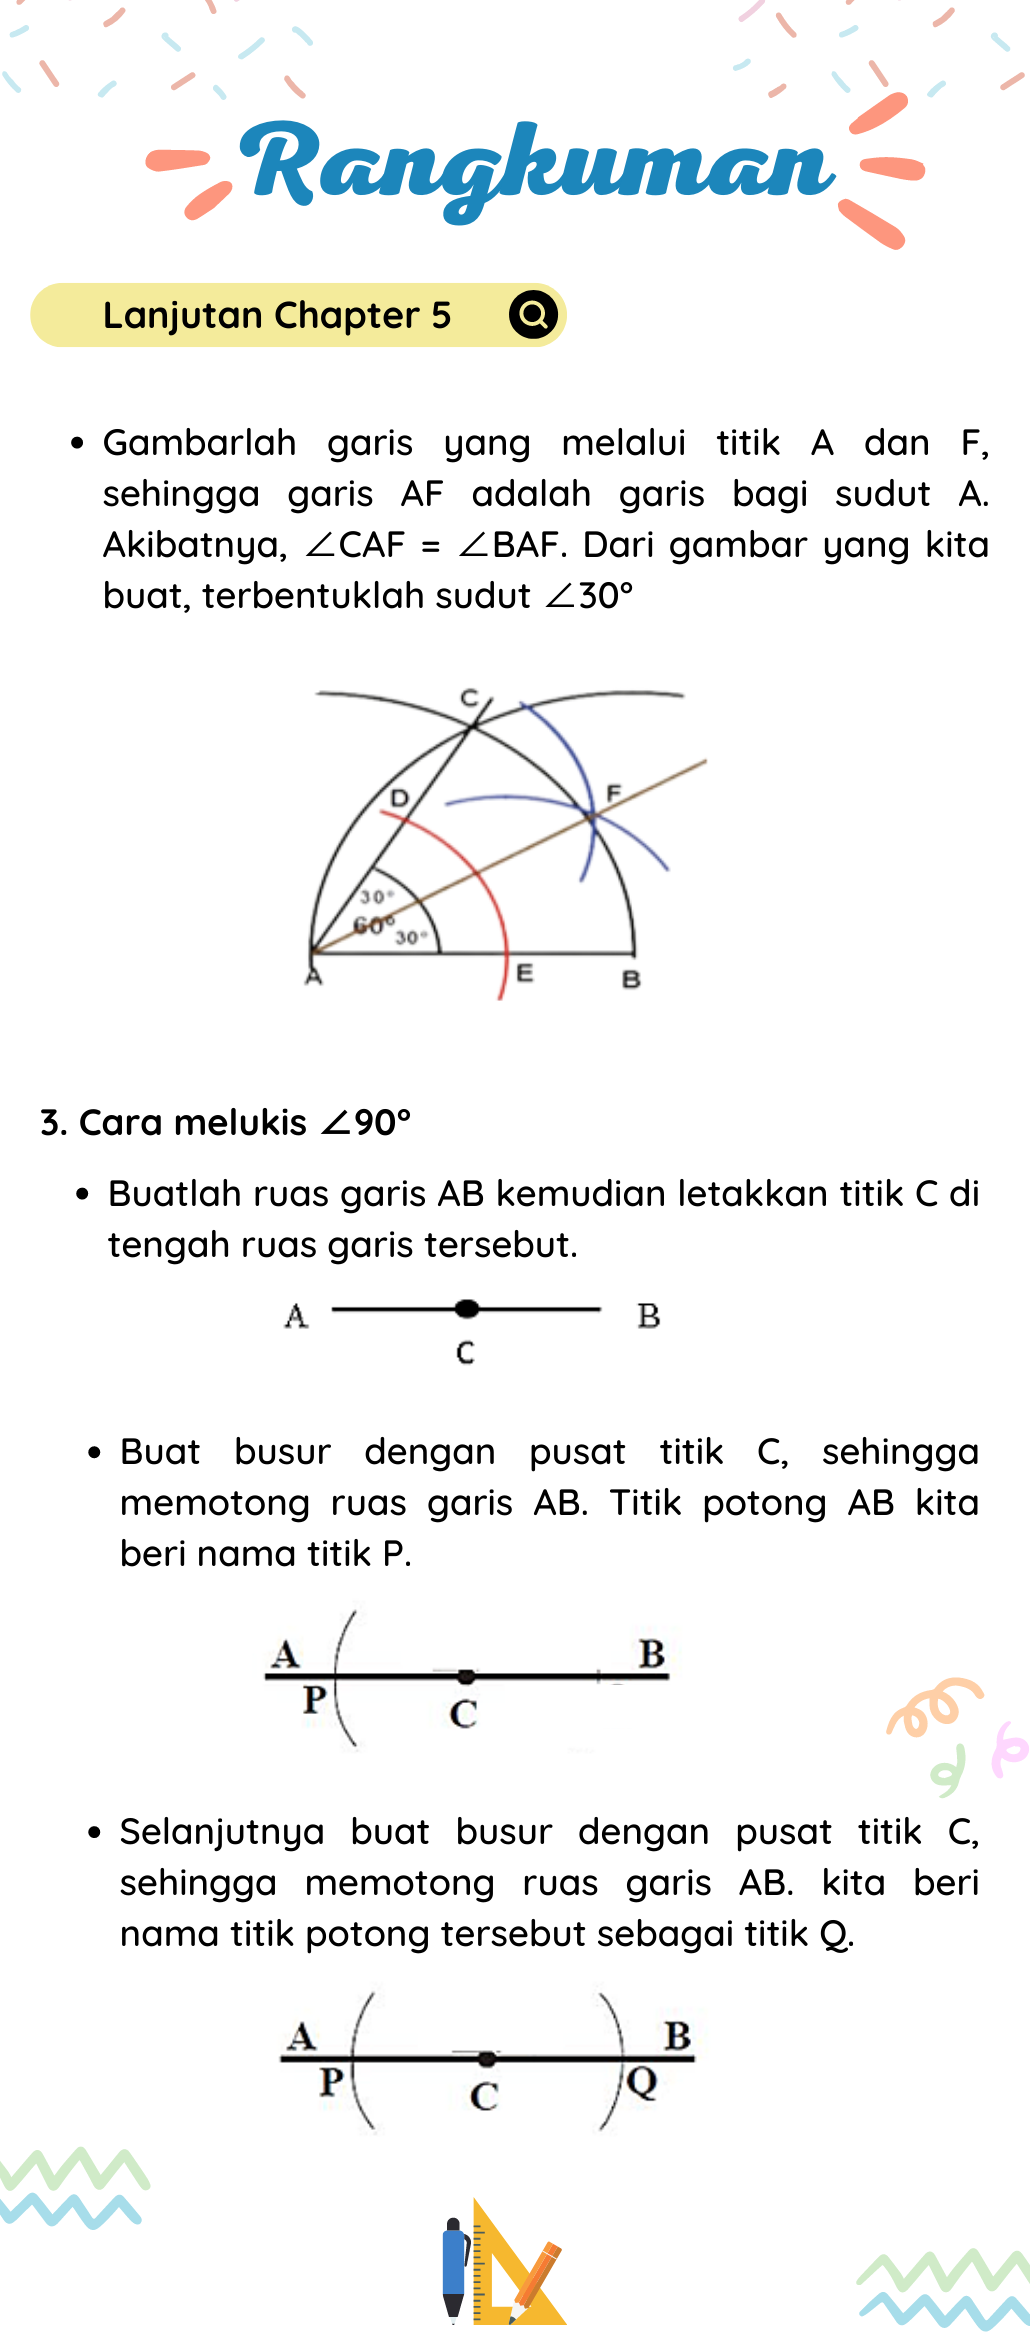 Rangkuman
Lanjutan Chapter 5
• Gambarlah garis yang melalui titik A dan F,
sehingga garis AF adalah garis bagi sudut A.
Akibatnya, ∠CAF = ∠BAF. Dari gambar yang kita
buat, terbentuklah sudut ∠30°
C
D
F
30°
60°
30°
A
E
B
3. Cara melukis ∠90°
• Buatlah ruas garis AB kemudian letakkan titik C di
tengah ruas garis tersebut.
A B
C
• Buat busur dengan pusat titik C, sehingga
memotong ruas garis AB. Titik potong AB kita
beri nama titik P.
A B
P C
• Selanjutnya buat busur dengan pusat titik C,
sehingga memotong ruas garis AB. kita beri
nama titik potong tersebut sebagai titik Q.
A B
P C Q